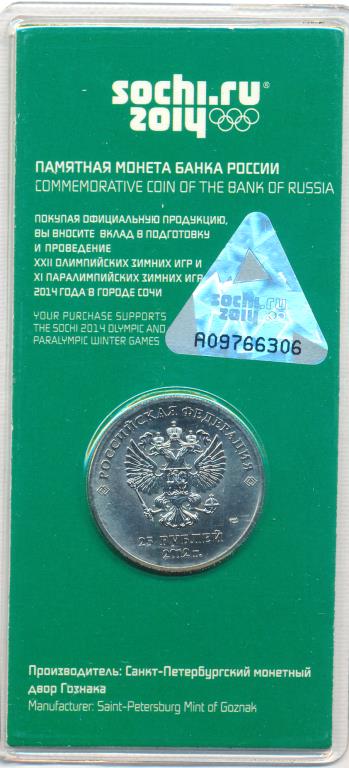 sochi.ru®
2014
ПАМЯТНАЯ МОНЕТА БАНКА РОССИИ
COMMEMORATIVE COIN OF THE BANK OF RUSSIA
ПОКУПАЯ ОФИЦИАЛЬНУЮ ПРОДУКЦИЮ,
ВЫ ВНОСИТЕ ВКЛАД В ПОДГОТОВКУ
И ПРОВЕДЕНИЕ
XXII ОЛИМПИЙСКИХ ЗИМНИХ ИГР И
XI ПАРАЛИМПИЙСКИХ ЗИМНИХ ИГР
2014 ГОДА В ГОРОДЕ СОЧИ
YOUR PURCHASE SUPPORTS
THE SOCHI 2014 OLYMPIC AND
PARALYMPIC WINTER GAMES
sochi.ru
2014
A09766306
РОССИЙСКАЯ ФЕДЕРАЦИЯ
25 РУБЛЕЙ
2012 г.
Производитель: Санкт-Петербургский монетный
двор Гознака
Manufacturer: Saint-Petersburg Mint of Goznak